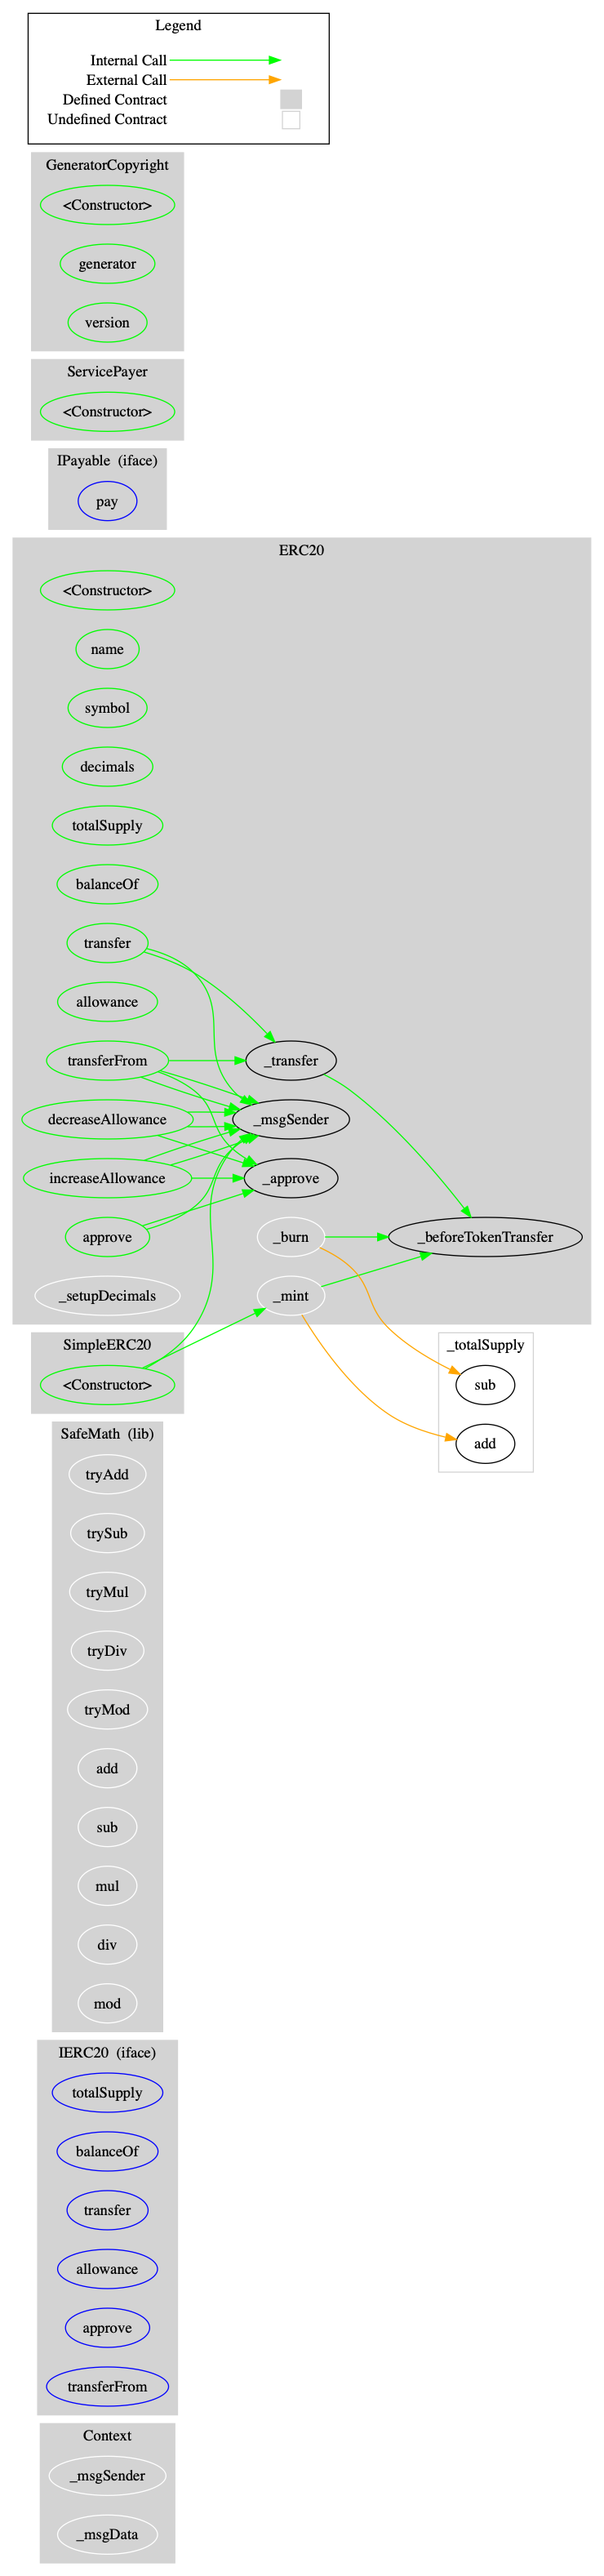 Legend
Internal Call
External Call
Defined Contract
Undefined Contract
GeneratorCopyright
<Constructor>
generator
version
ServicePayer
<Constructor>
IPayable  (iface)
pay
ERC20
<Constructor>
name
symbol
decimals
totalSupply
balanceOf
transfer
allowance
transferFrom
_transfer
decreaseAllowance
_msgSender
increaseAllowance
_approve
approve
_burn
_beforeTokenTransfer
_setupDecimals
_mint
SimpleERC20
<Constructor>
_totalSupply
sub
add
SafeMath  (lib)
tryAdd
trySub
tryMul
tryDiv
tryMod
add
sub
mul
div
mod
IERC20  (iface)
totalSupply
balanceOf
transfer
allowance
approve
transferFrom
Context
_msgSender
_msgData